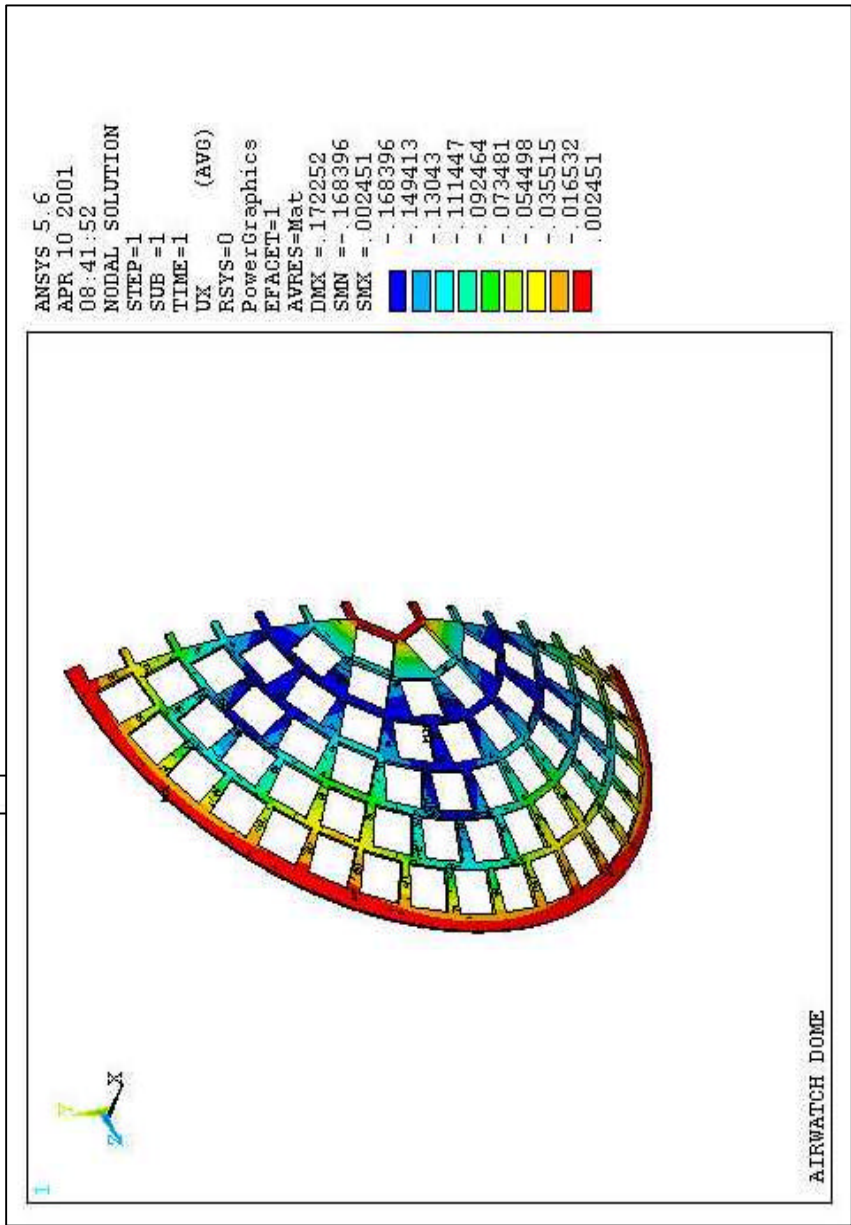 1
ANSYS 5.6
APR 10 2001
08:41:52
NODAL SOLUTION
STEP=1
SUB =1
TIME=1
UX (AVG)
RSYS=0
PowerGraphics
EFACET=1
AVRES=Mat
DMX =.172252
SMN =-.168396
SMX =.002451
-.168396
-.149413
-.13043
-.111447
-.092464
-.073481
-.054498
-.035515
-.016532
.002451
Y
Z
X
AIRWATCH DOME